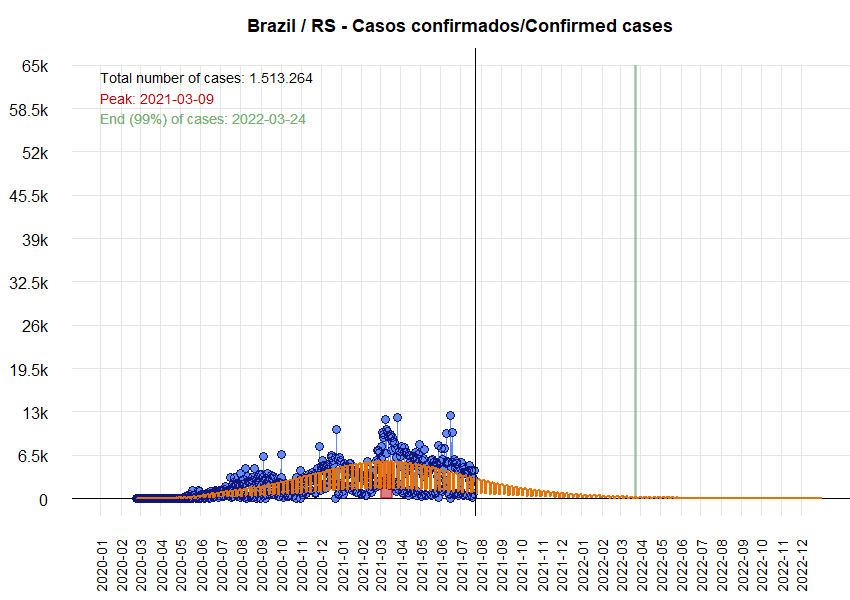 Brazil / RS - Casos confirmados/Confirmed cases
Total number of cases: 1.513.264
Peak: 2021-03-09
End (99%) of cases: 2022-03-24
65k
58.5k
52k
45.5k
39k
32.5k
26k
19.5k
13k
6.5k
0
2020-01
2020-02
2020-03
2020-04
2020-05
2020-06
2020-07
2020-08
2020-09
2020-10
2020-11
2020-12
2021-01
2021-02
2021-03
2021-04
2021-05
2021-06
2021-07
2021-08
2021-09
2021-10
2021-11
2021-12
2022-01
2022-02
2022-03
2022-04
2022-05
2022-06
2022-07
2022-08
2022-09
2022-10
2022-11
2022-12